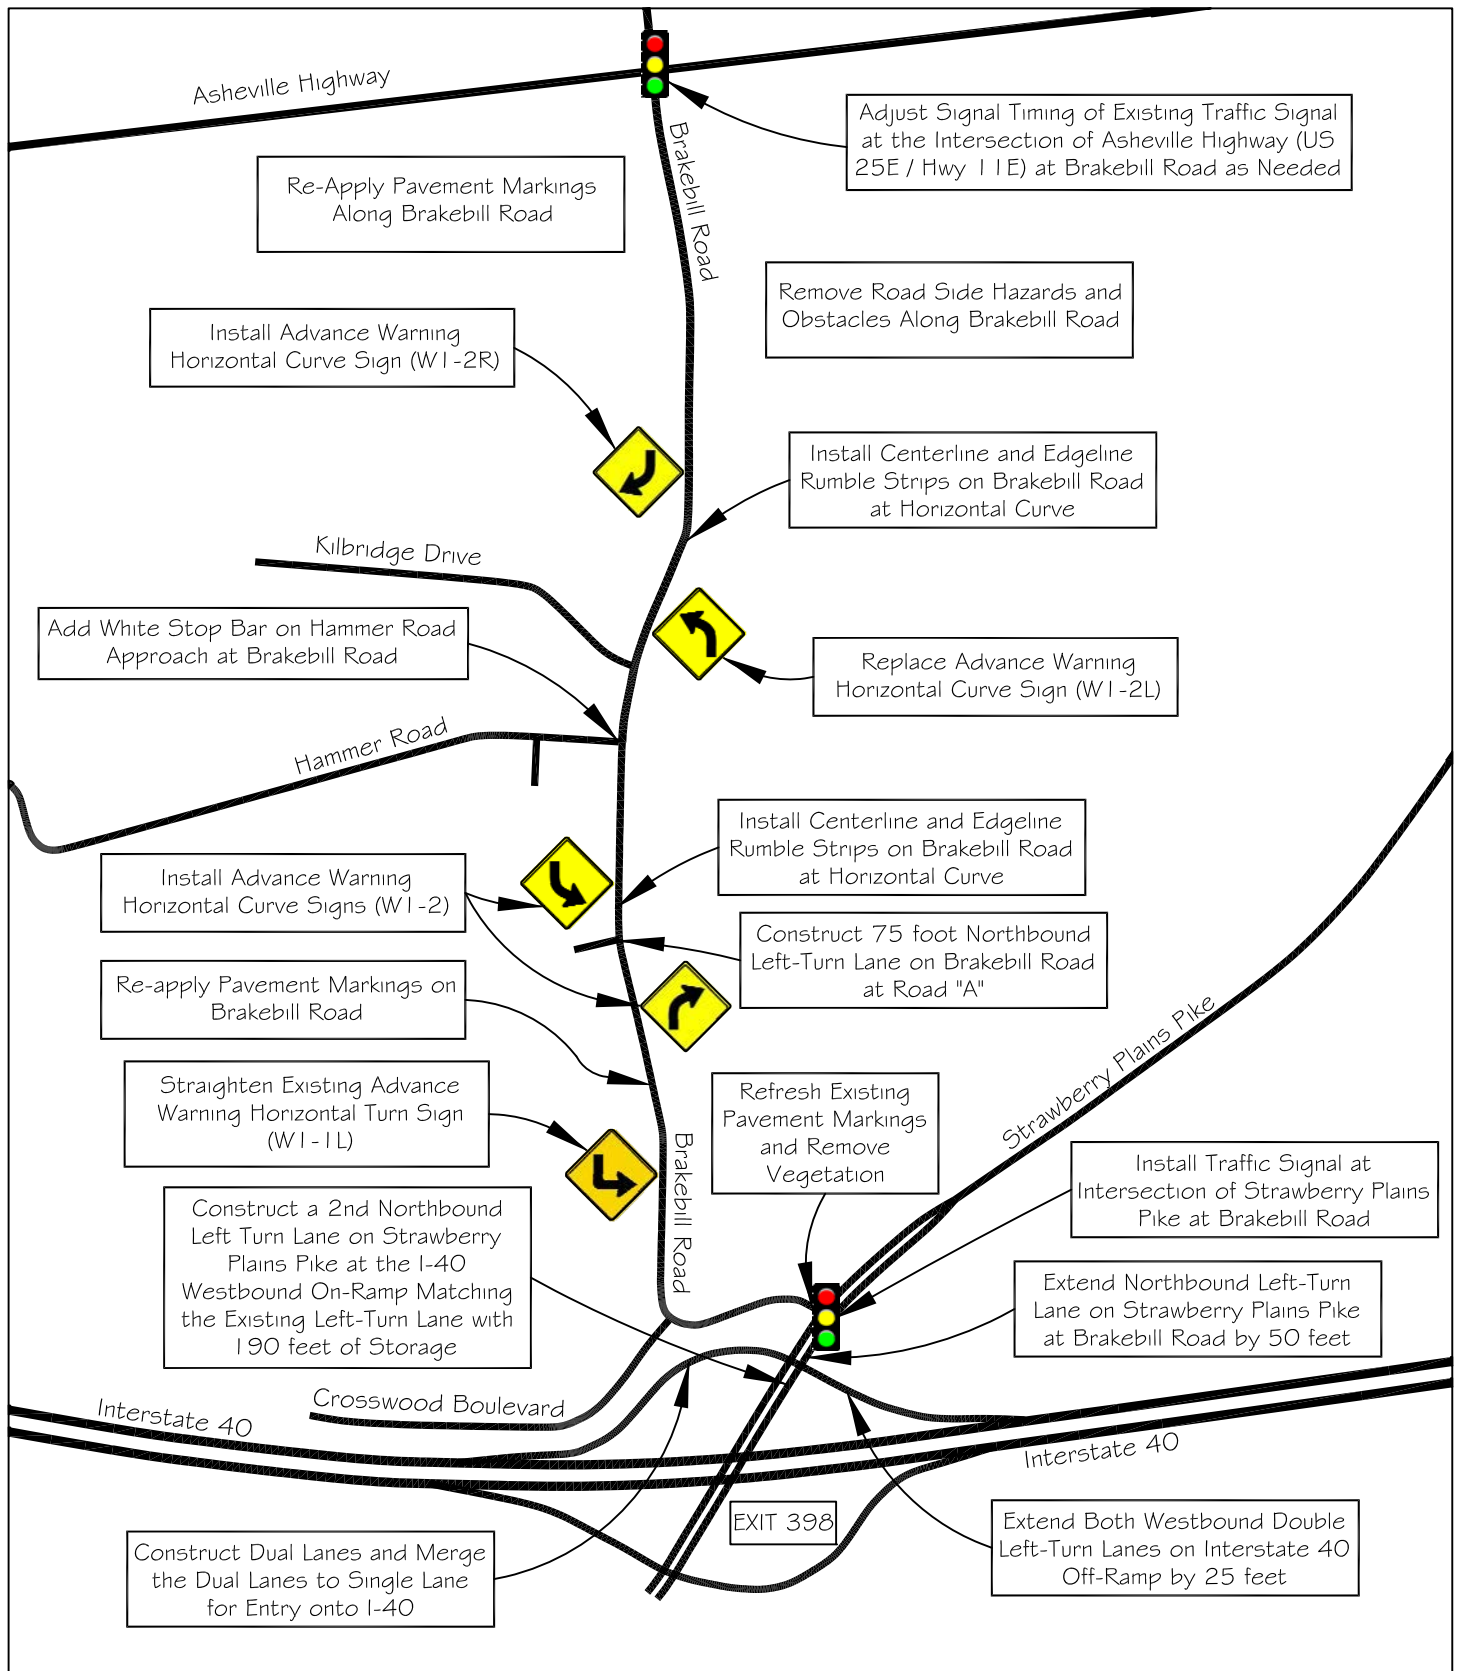 Asheville Highway
Adjust Signal Timing of Existing Traffic Signal
at the Intersection of Asheville Highway (US
25E / Hwy 11E) at Brakebill Road as Needed
Brakebill Road
Re-Apply Pavement Markings
Along Brakebill Road
Remove Road Side Hazards and
Obstacles Along Brakebill Road
Install Advance Warning
Horizontal Curve Sign (W1-2R)
Install Centerline and Edgeline
Rumble Strips on Brakebill Road
at Horizontal Curve
Kilbridge Drive
Add White Stop Bar on Hammer Road
Approach at Brakebill Road
Replace Advance Warning
Horizontal Curve Sign (W1-2L)
Hammer Road
Install Centerline and Edgeline
Rumble Strips on Brakebill Road
at Horizontal Curve
Install Advance Warning
Horizontal Curve Signs (W1-2)
Construct 75 foot Northbound
Left-Turn Lane on Brakebill Road
at Road "A"
Re-apply Pavement Markings on
Brakebill Road
Strawberry Plains Pike
Straighten Existing Advance
Warning Horizontal Turn Sign
(W1-1L)
Refresh Existing
Pavement Markings
and Remove
Vegetation
Brakebill Road
Install Traffic Signal at
Intersection of Strawberry Plains
Pike at Brakebill Road
Construct a 2nd Northbound
Left Turn Lane on Strawberry
Plains Pike at the I-40
Westbound On-Ramp Matching
the Existing Left-Turn Lane with
190 feet of Storage
Extend Northbound Left-Turn
Lane on Strawberry Plains Pike
at Brakebill Road by 50 feet
Crosswood Boulevard
Interstate 40
Interstate 40
EXIT 398
Extend Both Westbound Double
Left-Turn Lanes on Interstate 40
Off-Ramp by 25 feet
Construct Dual Lanes and Merge
the Dual Lanes to Single Lane
for Entry onto I-40